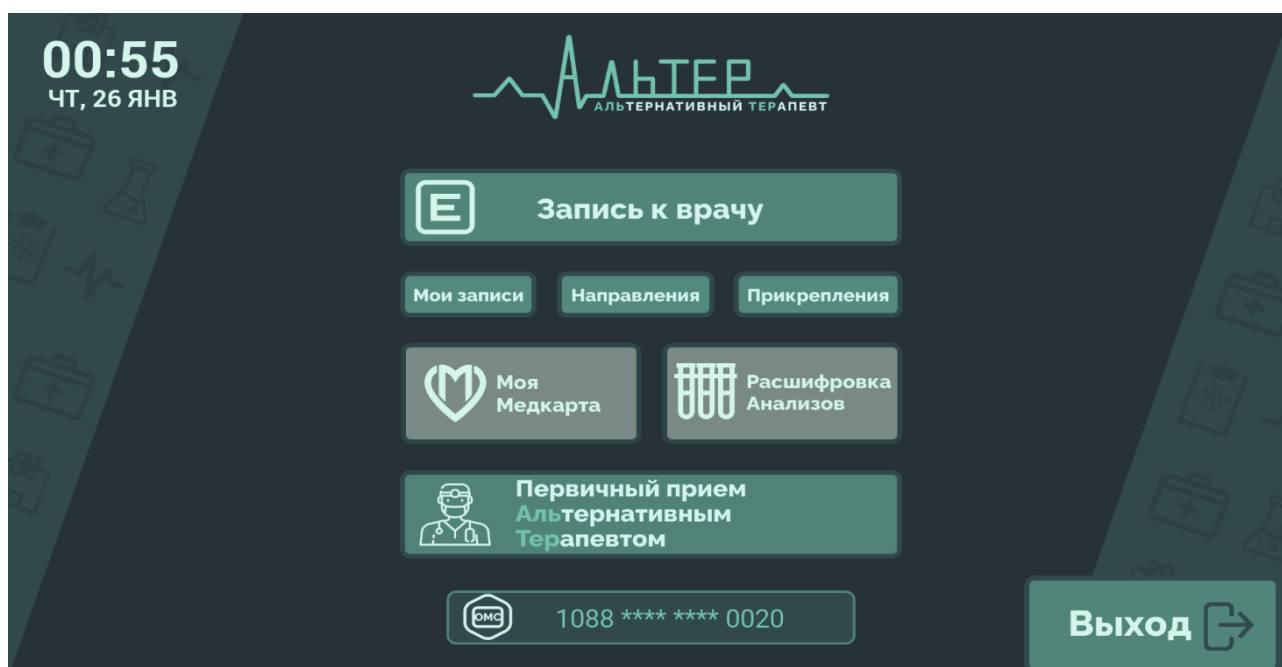 00:55
ЧТ, 26 ЯНВ
АЛЬТЕР
АЛЬТЕРНАТИВНЫЙ ТЕРАПЕВТ
E
Запись к врачу
Мои записи
Направления
Прикрепления
Моя
Медкарта
Расшифровка
Анализов
Первичный прием
Альтернативным
Терапевтом
ОМС
1088 **** **** 0020
Выход